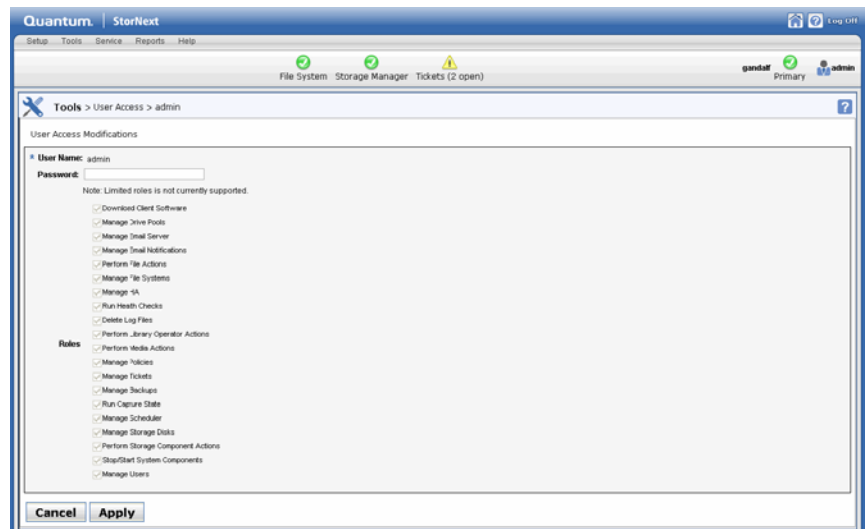 Quantum. StorNext
Log Off
Setup Tools Service Reports Help
File System Storage Manager Tickets (2 open)
gandalf Primary admin
Tools > User Access > admin
User Access Modifications
* User Name: admin
Password:
Note: Limited roles is not currently supported.
Roles
Download Client Software
Manage Drive Pools
Manage Email Server
Manage Email Notifications
Perform File Actions
Manage File Systems
Manage HA
Run Heath Checks
Delete Log Files
Perform Library Operator Actions
Perform Media Actions
Manage Policies
Manage Tickets
Manage Backups
Run Capture State
Manage Scheduler
Manage Storage Disks
Perform Storage Component Actions
Stop/Start System Components
Manage Users
Cancel Apply